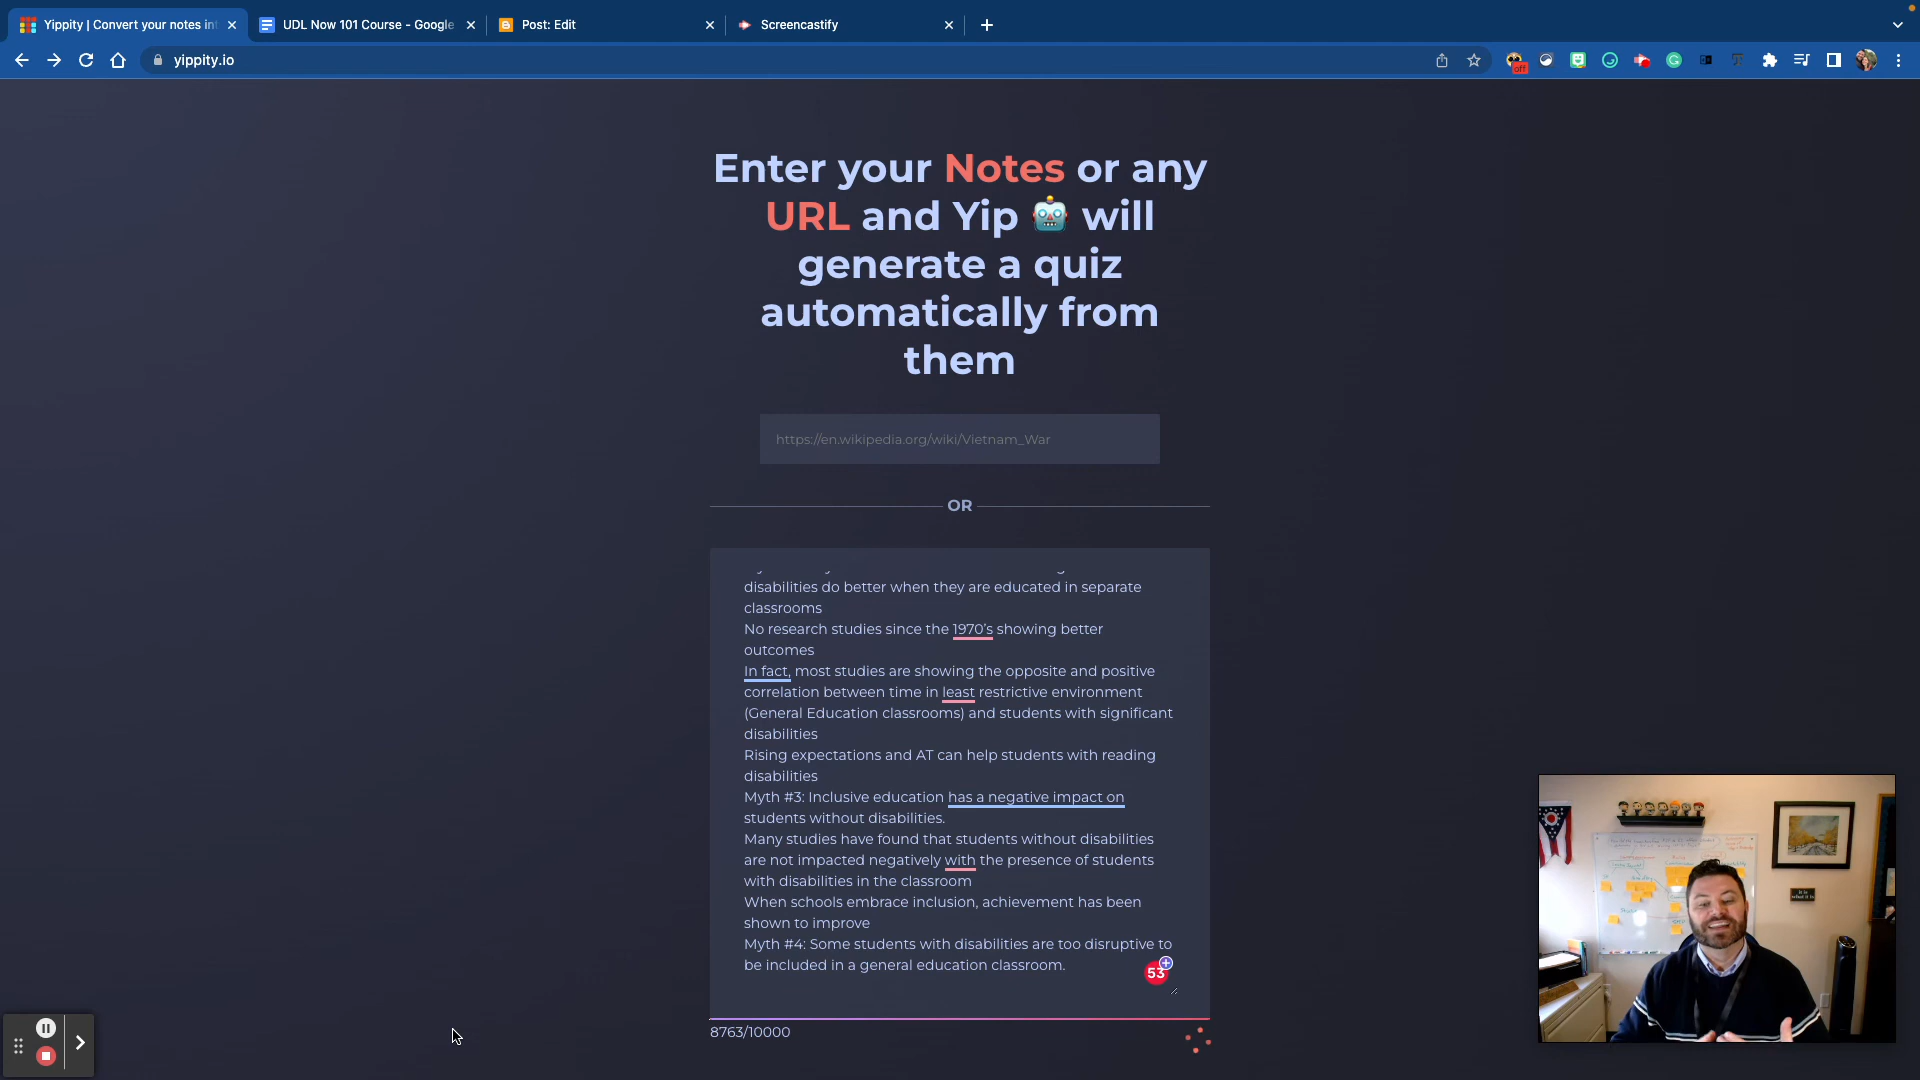 Yippity | Convert your notes int
UDL Now 101 Course - Google
Post: Edit
Screencastify
yippity.io
off
Enter your Notes or any
URL and Yip 🤖 will
generate a quiz
automatically from
them
https://en.wikipedia.org/wiki/Vietnam_War
OR
disabilities do better when they are educated in separate
classrooms
No research studies since the 1970's showing better
outcomes
In fact, most studies are showing the opposite and positive
correlation between time in least restrictive environment
(General Education classrooms) and students with significant
disabilities
Rising expectations and AT can help students with reading
disabilities
Myth #3: Inclusive education has a negative impact on
students without disabilities.
Many studies have found that students without disabilities
are not impacted negatively with the presence of students
with disabilities in the classroom
When schools embrace inclusion, achievement has been
shown to improve
Myth #4: Some students with disabilities are too disruptive to
be included in a general education classroom.
53
8763/10000